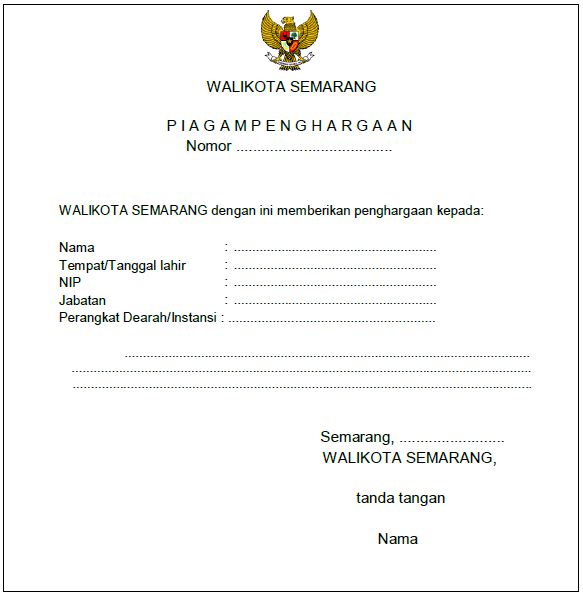 WALIKOTA SEMARANG
P I A G A M P E N G H A R G A A N
Nomor .....................................
WALIKOTA SEMARANG dengan ini memberikan penghargaan kepada:
Nama : ........................................................
Tempat/Tanggal lahir : ........................................................
NIP : ........................................................
Jabatan : ........................................................
Perangkat Dearah/Instansi : .........................................................
................................................................................................................
...............................................................................................................................
...............................................................................................................................
Semarang, .........................
WALIKOTA SEMARANG,
tanda tangan
Nama